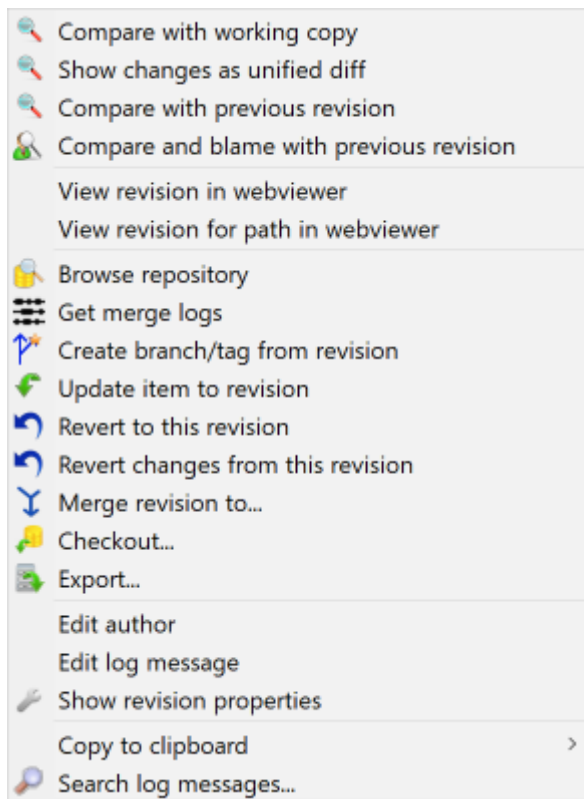 Compare with working copy
Show changes as unified diff
Compare with previous revision
Compare and blame with previous revision
View revision in webviewer
View revision for path in webviewer
Browse repository
Get merge logs
Create branch/tag from revision
Update item to revision
Revert to this revision
Revert changes from this revision
Merge revision to...
Checkout...
Export...
Edit author
Edit log message
Show revision properties
Copy to clipboard
Search log messages...